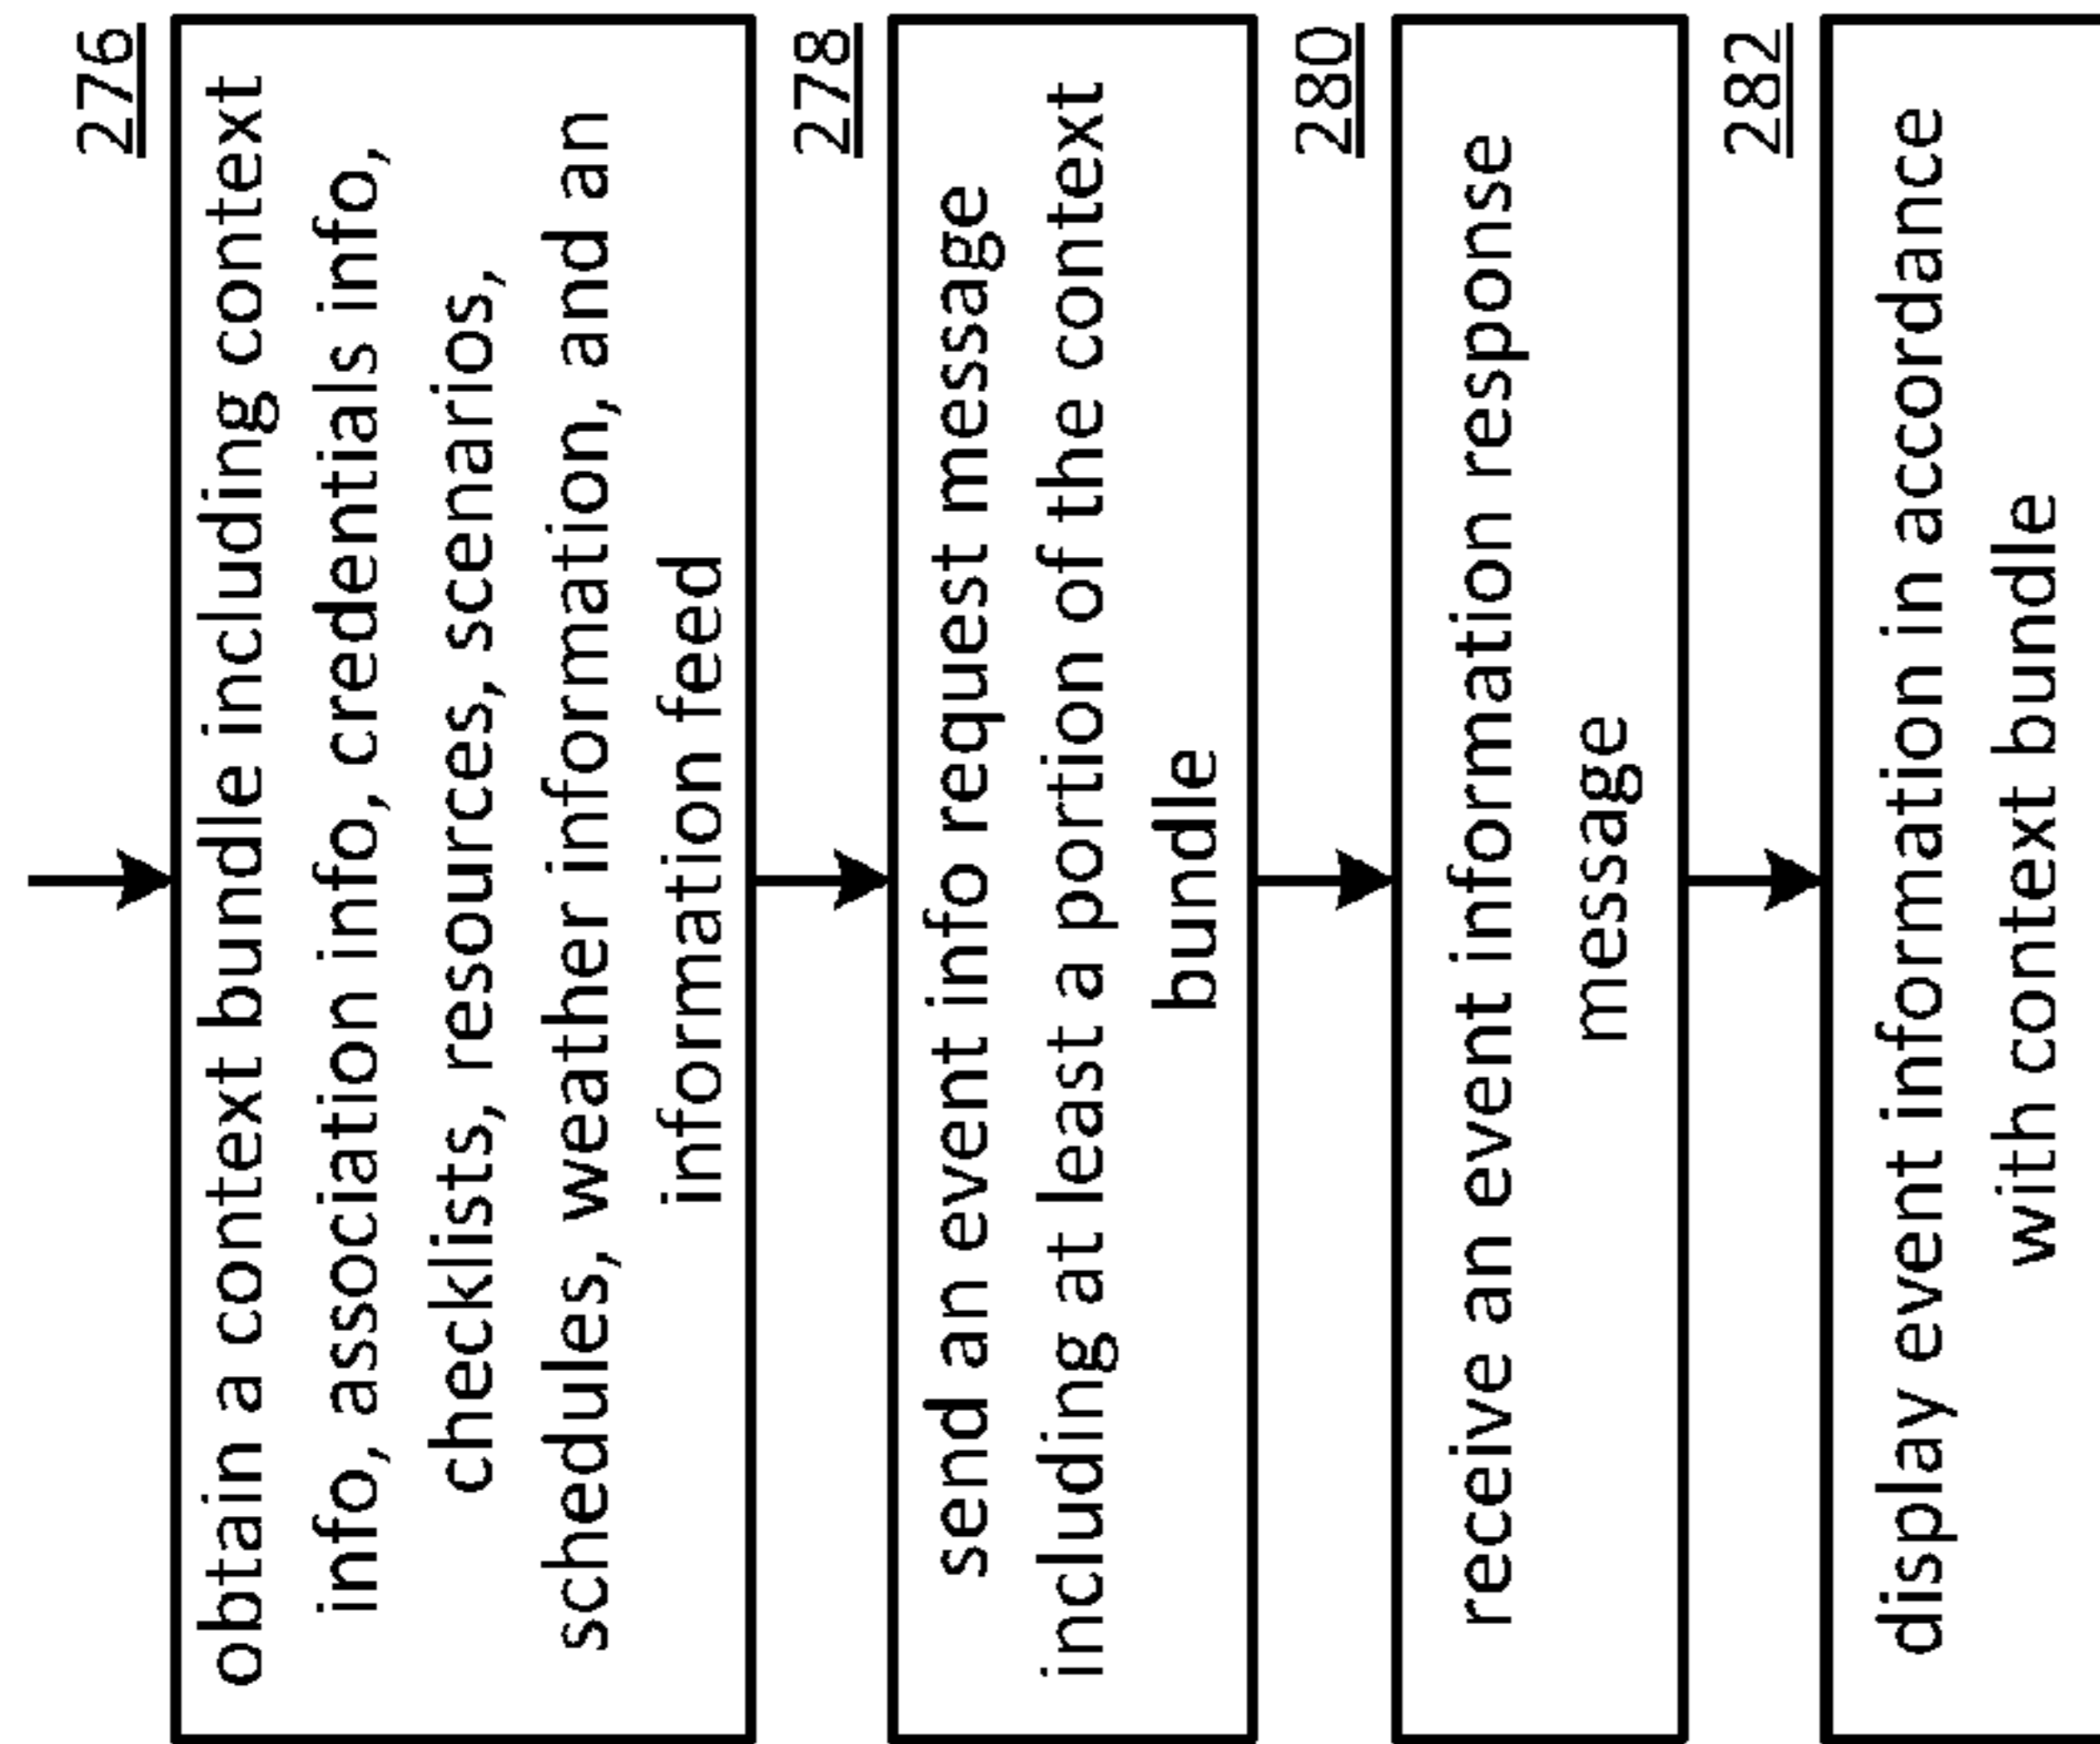 276
obtain a context bundle including context
info, association info, credentials info,
checklists, resources, scenarios,
schedules, weather information, and an
information feed
278
send an event info request message
including at least a portion of the context
bundle
280
receive an event information response
message
282
display event information in accordance
with context bundle